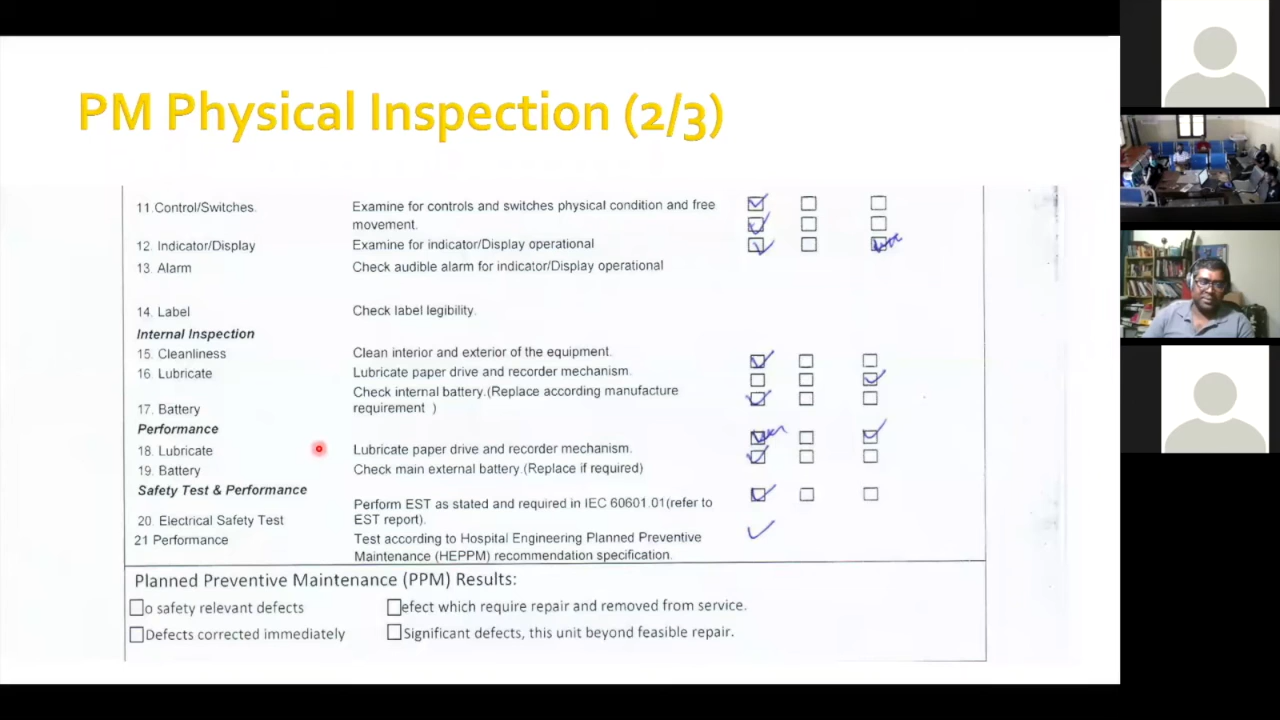 PM Physical Inspection (2/3)
11.Control/Switches. Examine for controls and switches physical condition and free
movement.
12. Indicator/Display Examine for indicator/Display operational
13. Alarm Check audible alarm for indicator/Display operational
14. Label Check label legibility.
Internal Inspection
15. Cleanliness Clean interior and exterior of the equipment.
16. Lubricate Lubricate paper drive and recorder mechanism.
Check internal battery.(Replace according manufacture
17. Battery requirement )
Performance
18. Lubricate Lubricate paper drive and recorder mechanism.
19. Battery Check main external battery.(Replace if required)
Safety Test & Performance
Perform EST as stated and required in IEC 60601.01(refer to
20. Electrical Safety Test EST report).
21 Performance Test according to Hospital Engineering Planned Preventive
Maintenance (HEPPM) recommendation specification.
Planned Preventive Maintenance (PPM) Results:
o safety relevant defects efect which require repair and removed from service.
Defects corrected immediately Significant defects, this unit beyond feasible repair.